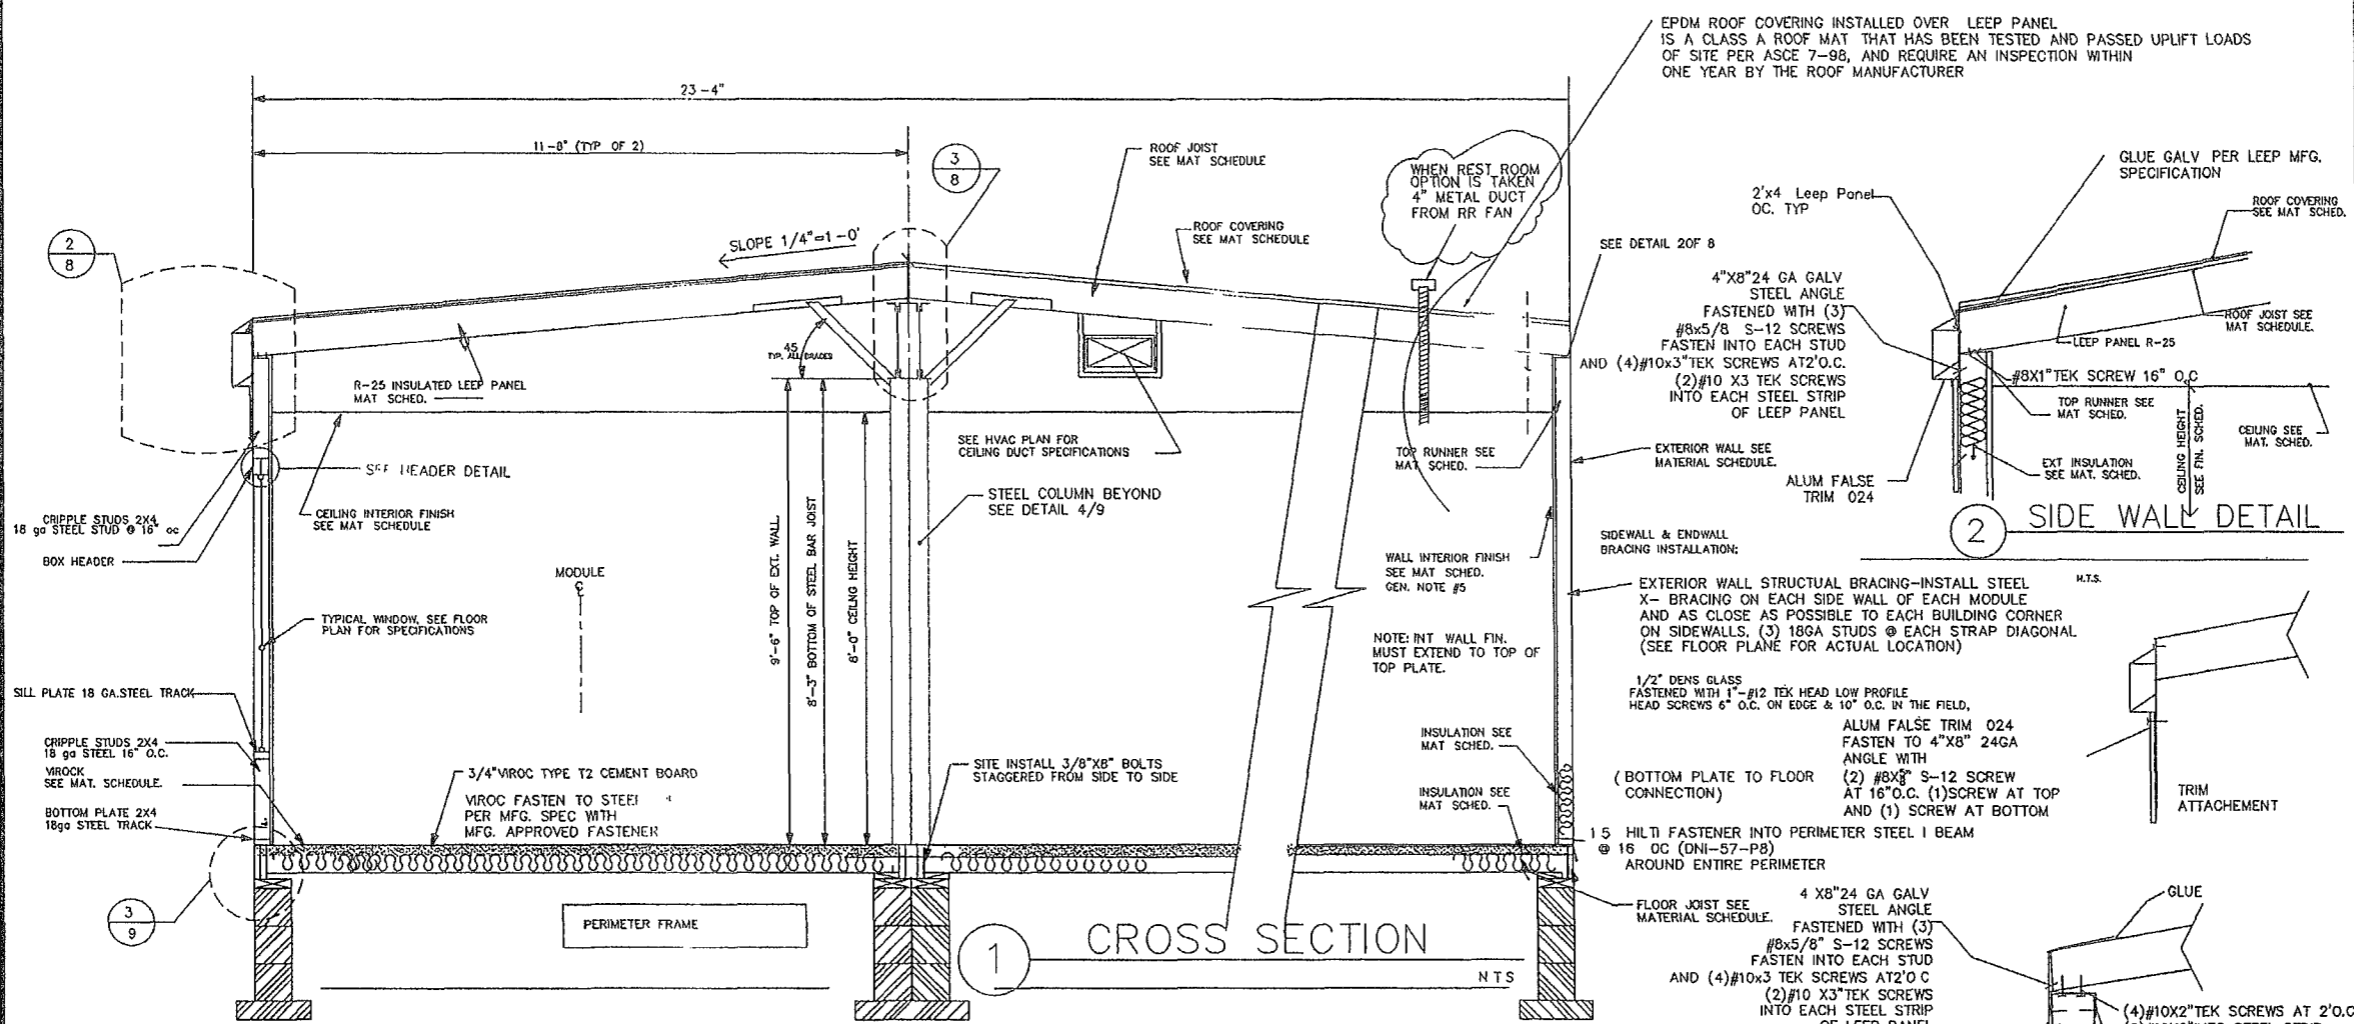 EPDM ROOF COVERING INSTALLED OVER LEEP PANEL
IS A CLASS A ROOF MAT THAT HAS BEEN TESTED AND PASSED UPLIFT LOADS
OF SITE PER ASCE 7-98, AND REQUIRE AN INSPECTION WITHIN
ONE YEAR BY THE ROOF MANUFACTURER
23-4"
11-8" (TYP OF 2)
3
8
ROOF JOIST
SEE MAT SCHEDULE
WHEN REST ROOM
OPTION IS TAKEN
4" METAL DUCT
FROM RR FAN
2
8
SLOPE 1/4"=1-0'
ROOF COVERING
SEE MAT SCHEDULE
45
TYP. ALL BRACES
R-25 INSULATED LEEP PANEL
MAT SCHED.
SEE HEADER DETAIL
CEILING INTERIOR FINISH
SEE MAT SCHEDULE
CRIPPLE STUDS 2X4
18 ga STEEL STUD @ 16" oc
BOX HEADER
SEE HVAC PLAN FOR
CEILING DUCT SPECIFICATIONS
STEEL COLUMN BEYOND
SEE DETAIL 4/9
9'-6" TOP OF EXT. WALL
8'-3" BOTTOM OF STEEL BAR JOIST
8'-0" CEILNG HEIGHT
MODULE
TYPICAL WINDOW, SEE FLOOR
PLAN FOR SPECIFICATIONS
SILL PLATE 18 GA.STEEL TRACK
CRIPPLE STUDS 2X4
18 ga STEEL 16" O.C.
VIROCK
SEE MAT. SCHEDULE.
BOTTOM PLATE 2X4
18ga STEEL TRACK
3/4"VIROC TYPE T2 CEMENT BOARD
VIROC FASTEN TO STEEL
PER MFG. SPEC WITH
MFG. APPROVED FASTENER
SITE INSTALL 3/8"X8" BOLTS
STAGGERED FROM SIDE TO SIDE
3
9
PERIMETER FRAME
1
CROSS SECTION
NTS
TOP RUNNER SEE
MAT SCHED.
EXTERIOR WALL SEE
MATERIAL SCHEDULE.
WALL INTERIOR FINISH
SEE MAT SCHED.
GEN. NOTE #5
NOTE: INT WALL FIN.
MUST EXTEND TO TOP OF
TOP PLATE.
INSULATION SEE
MAT SCHED.
INSULATION SEE
MAT SCHED.
SEE DETAIL 2OF 8
4"X8"24 GA GALV
STEEL ANGLE
FASTENED WITH (3)
#8x5/8 S-12 SCREWS
FASTEN INTO EACH STUD
AND (4)#10x3"TEK SCREWS AT2'O.C.
(2)#10 X3 TEK SCREWS
INTO EACH STEEL STRIP
OF LEEP PANEL
GLUE GALV PER LEEP MFG.
SPECIFICATION
2'x4 Leep Panel
OC. TYP
ROOF COVERING
SEE MAT SCHED.
ROOF JOIST SEE
MAT SCHEDULE.
LEEP PANEL R-25
#8X1"TEK SCREW 16" O.C
TOP RUNNER SEE
MAT SCHED.
CEILING HEIGHT
SEE FIN. SCHED.
CEILING SEE
MAT. SCHED.
EXT INSULATION
SEE MAT. SCHED.
ALUM FALSE
TRIM 024
2
SIDE WALL DETAIL
N.T.S.
SIDEWALL & ENDWALL
BRACING INSTALLATION:
EXTERIOR WALL STRUCTUAL BRACING-INSTALL STEEL
X- BRACING ON EACH SIDE WALL OF EACH MODULE
AND AS CLOSE AS POSSIBLE TO EACH BUILDING CORNER
ON SIDEWALLS. (3) 18GA STUDS @ EACH STRAP DIAGONAL
(SEE FLOOR PLANE FOR ACTUAL LOCATION)
1/2" DENS GLASS
FASTENED WITH 1"-#12 TEK HEAD LOW PROFILE
HEAD SCREWS 6" O.C. ON EDGE & 10" O.C. IN THE FIELD,
ALUM FALSE TRIM 024
FASTEN TO 4"X8" 24GA
ANGLE WITH
(2) #8X5/8" S-12 SCREW
AT 16"O.C. (1)SCREW AT TOP
AND (1) SCREW AT BOTTOM
(BOTTOM PLATE TO FLOOR
CONNECTION)
TRIM
ATTACHEMENT
1 5 HILTI FASTENER INTO PERIMETER STEEL I BEAM
@ 16 OC (DNI-57-P8)
AROUND ENTIRE PERIMETER
FLOOR JOIST SEE
MATERIAL SCHEDULE.
4 X8"24 GA GALV
STEEL ANGLE
FASTENED WITH (3)
#8x5/8" S-12 SCREWS
FASTEN INTO EACH STUD
AND (4)#10x3 TEK SCREWS AT2'O C
(2)#10 X3"TEK SCREWS
INTO EACH STEEL STRIP
OF LEEP PANEL
GLUE
(4)#10X2"TEK SCREWS AT 2'O.C